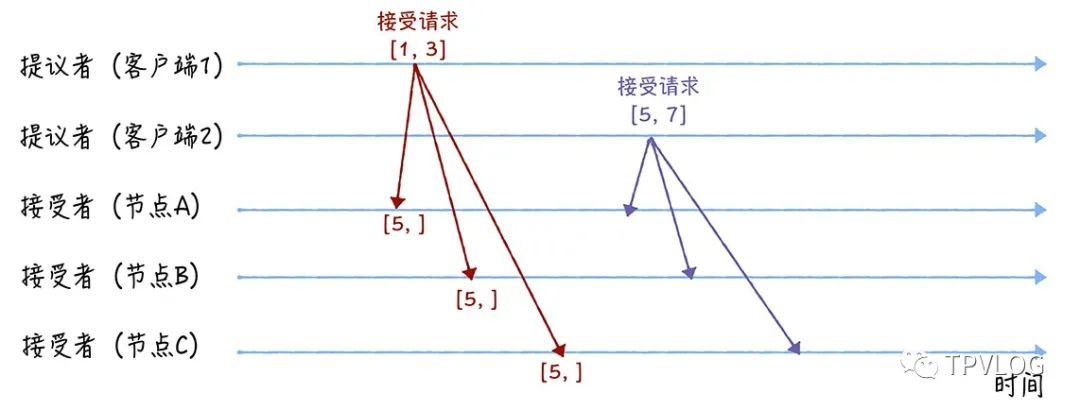 接受请求
[1, 3]
提议者 (客户端1)
接受请求
[5, 7]
提议者 (客户端2)
接受者 (节点A)
[5, ]
接受者 (节点B)
[5, ]
接受者 (节点C)
[5, ]
TPVLOG
时间